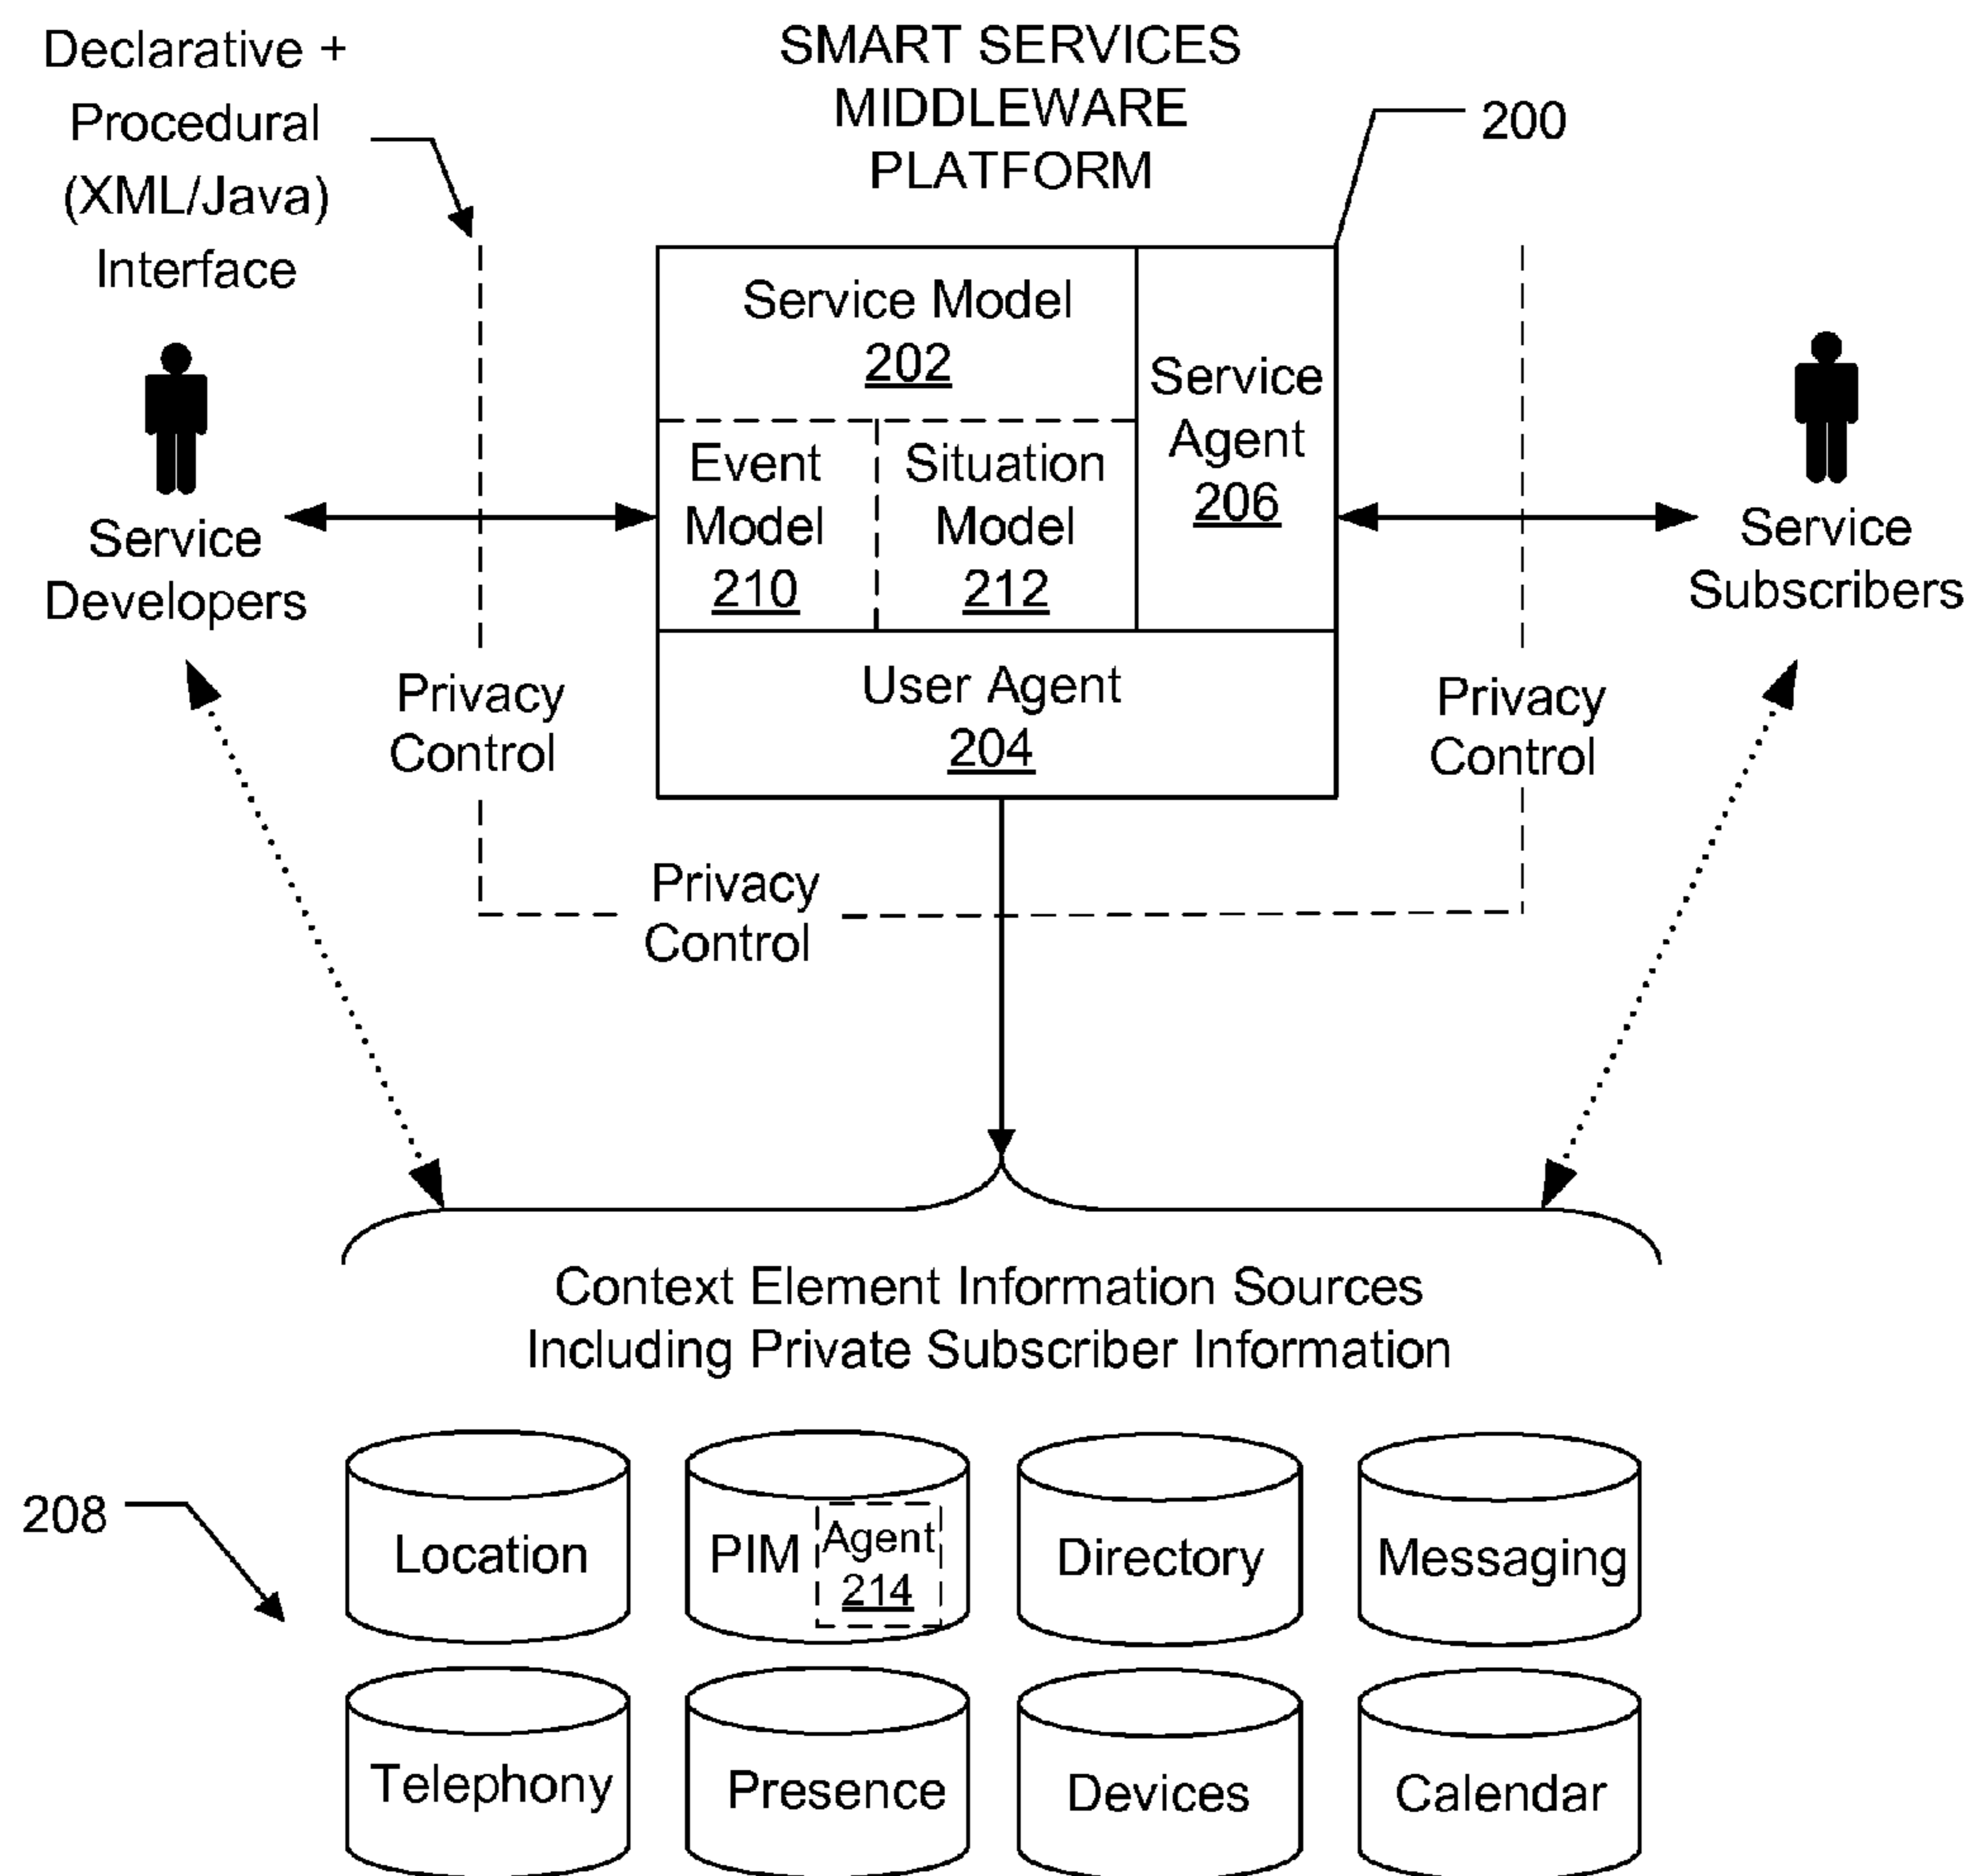 Declarative +
Procedural
(XML/Java)
Interface
SMART SERVICES
MIDDLEWARE
PLATFORM
200
Service Model
202
Service
Agent
206
Event
Model
210
Situation
Model
212
User Agent
204
Service
Developers
Service
Subscribers
Privacy
Control
Privacy
Control
Privacy
Control
Context Element Information Sources
Including Private Subscriber Information
208
Location
PIM
Agent
214
Directory
Messaging
Telephony
Presence
Devices
Calendar